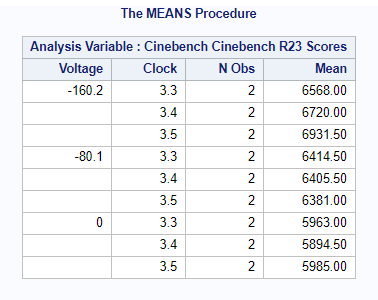 The MEANS Procedure
Analysis Variable : Cinebench Cinebench R23 Scores
Voltage Clock N Obs Mean
-160.2 3.3 2 6568.00
3.4 2 6720.00
3.5 2 6931.50
-80.1 3.3 2 6414.50
3.4 2 6405.50
3.5 2 6381.00
0 3.3 2 5963.00
3.4 2 5894.50
3.5 2 5985.00